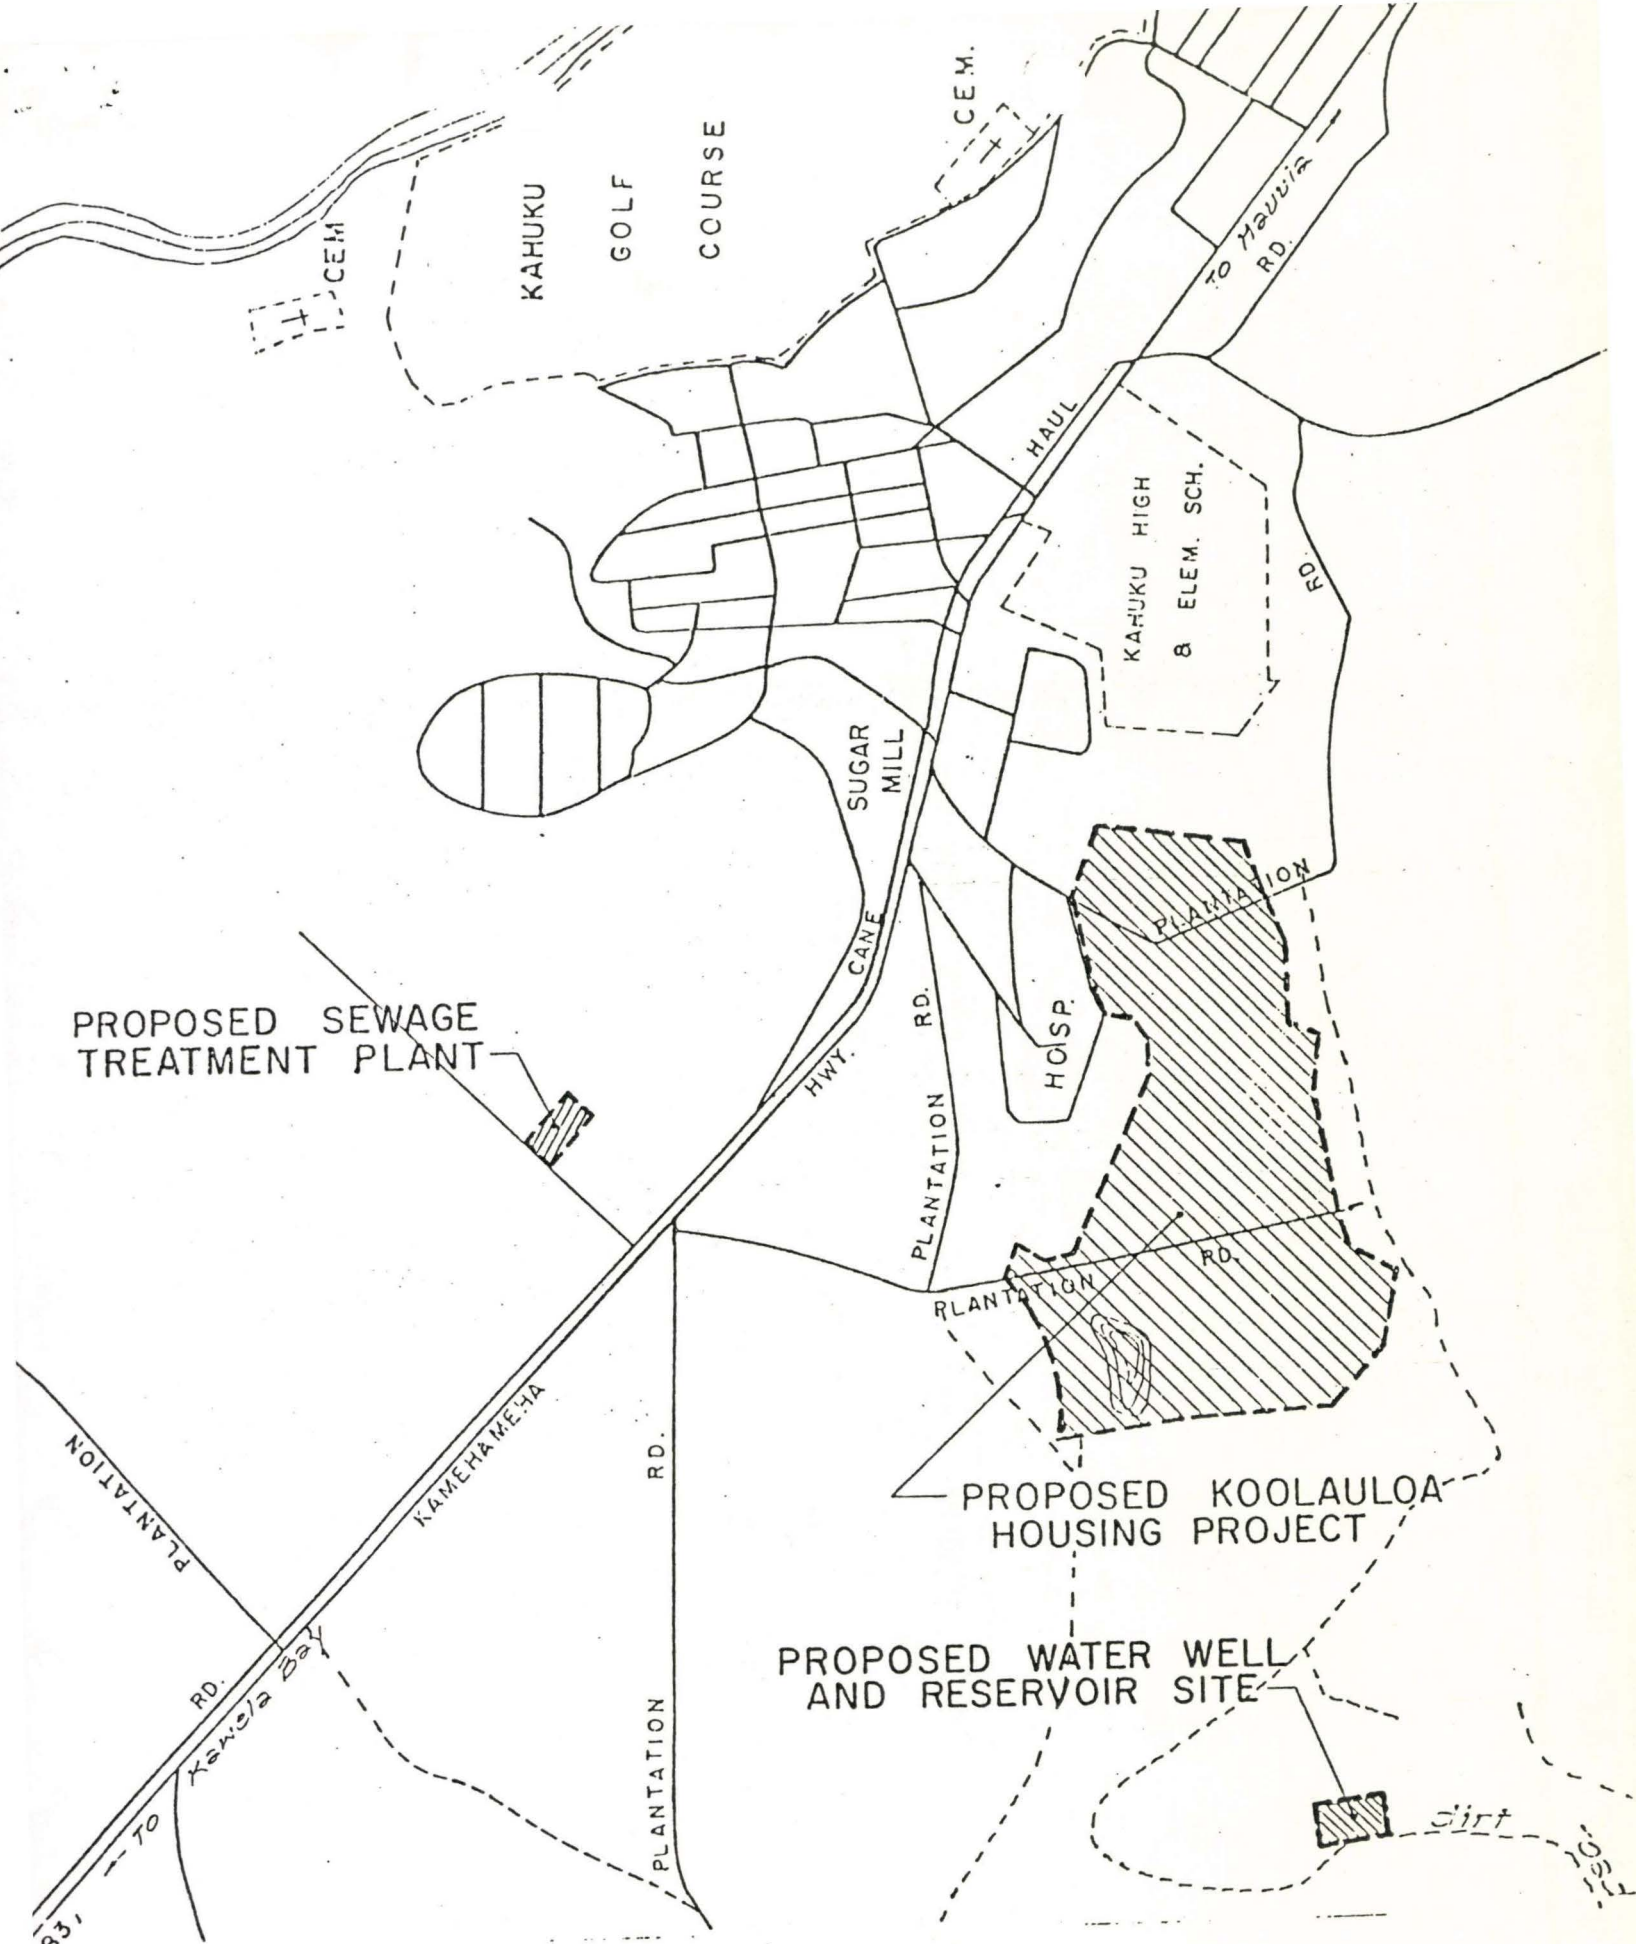 CEM.
CEM
KAHUKU
GOLF
COURSE
TO Hauula
RD.
HAUL
KAHUKU HIGH
& ELEM. SCH.
RD.
SUGAR
MILL
PLANTATION
CANE
RD.
HOSP.
PROPOSED SEWAGE
TREATMENT PLANT
HWY.
PLANTATION
RD.
PLANTATION
KAMEHAMEHA
RD.
PLANTATION
PROPOSED KOOLAULOA
HOUSING PROJECT
PROPOSED WATER WELL
AND RESERVOIR SITE
RD.
TO Kawela Bay
PLANTATION
dirt
road
83,